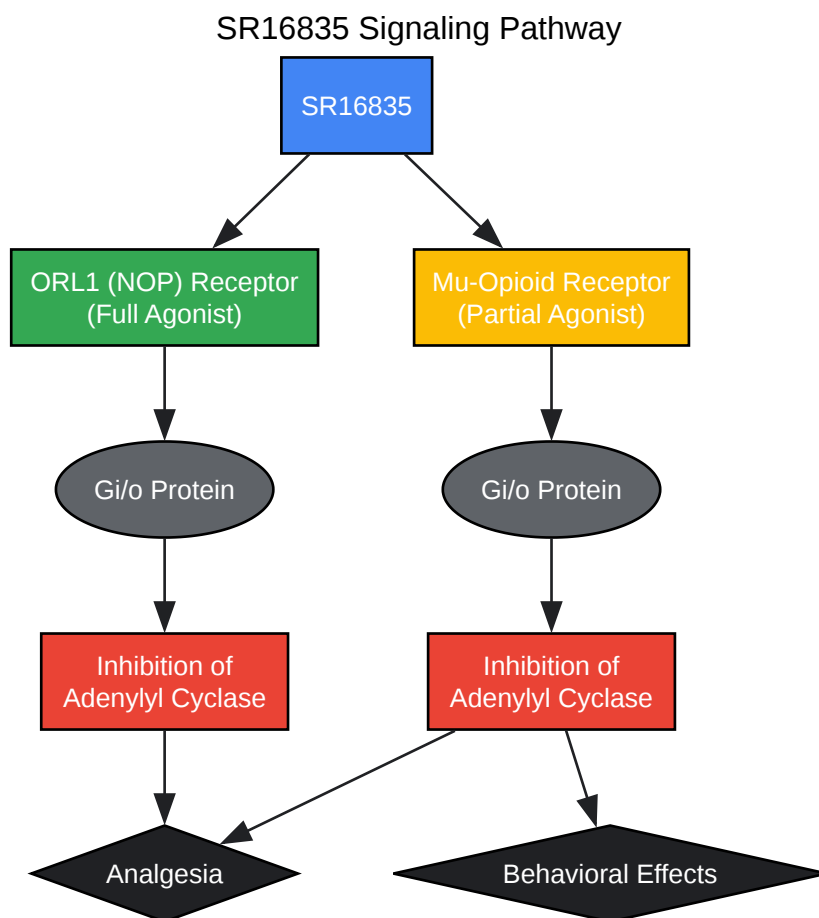 SR16835 Signaling Pathway
SR16835
ORL1 (NOP) Receptor
(Full Agonist)
Mu-Opioid Receptor
(Partial Agonist)
Gi/o Protein
Gi/o Protein
Inhibition of
Adenylyl Cyclase
Inhibition of
Adenylyl Cyclase
Analgesia
Behavioral Effects